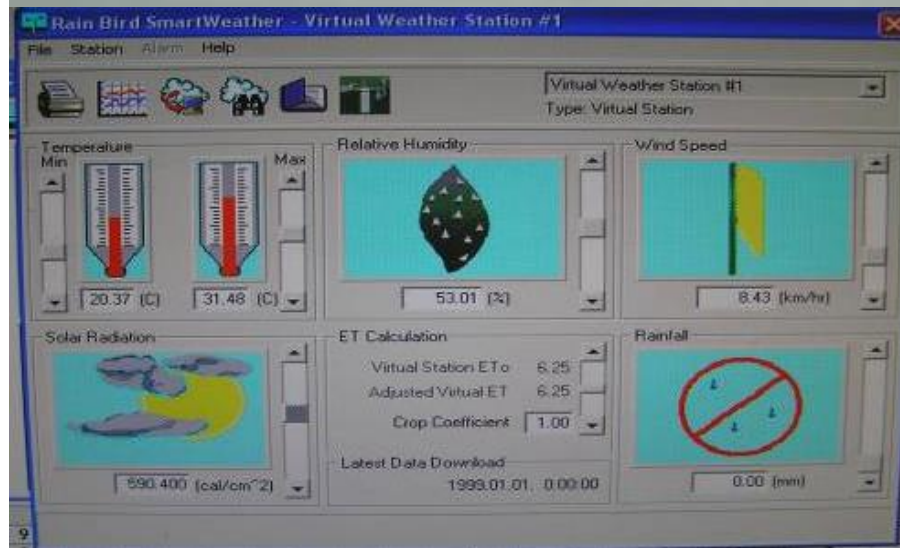 Rain Bird SmartWeather - Virtual Weather Station #1
File Station Alarm Help
Virtual Weather Station #1
Type: Virtual Station
Temperature
Min
Max
20.37 (C)
31.48 (C)
Relative Humidity
53.01 (%)
Wind Speed
8.43 (km/hr)
Solar Radiation
590.400 (cal/cm^2)
ET Calculation
Virtual Station ETo 6.25
Adjusted Virtual ET 6.25
Crop Coefficient 1.00
Latest Data Download
1999.01.01. 0:00:00
Rainfall
0.00 (mm)
9